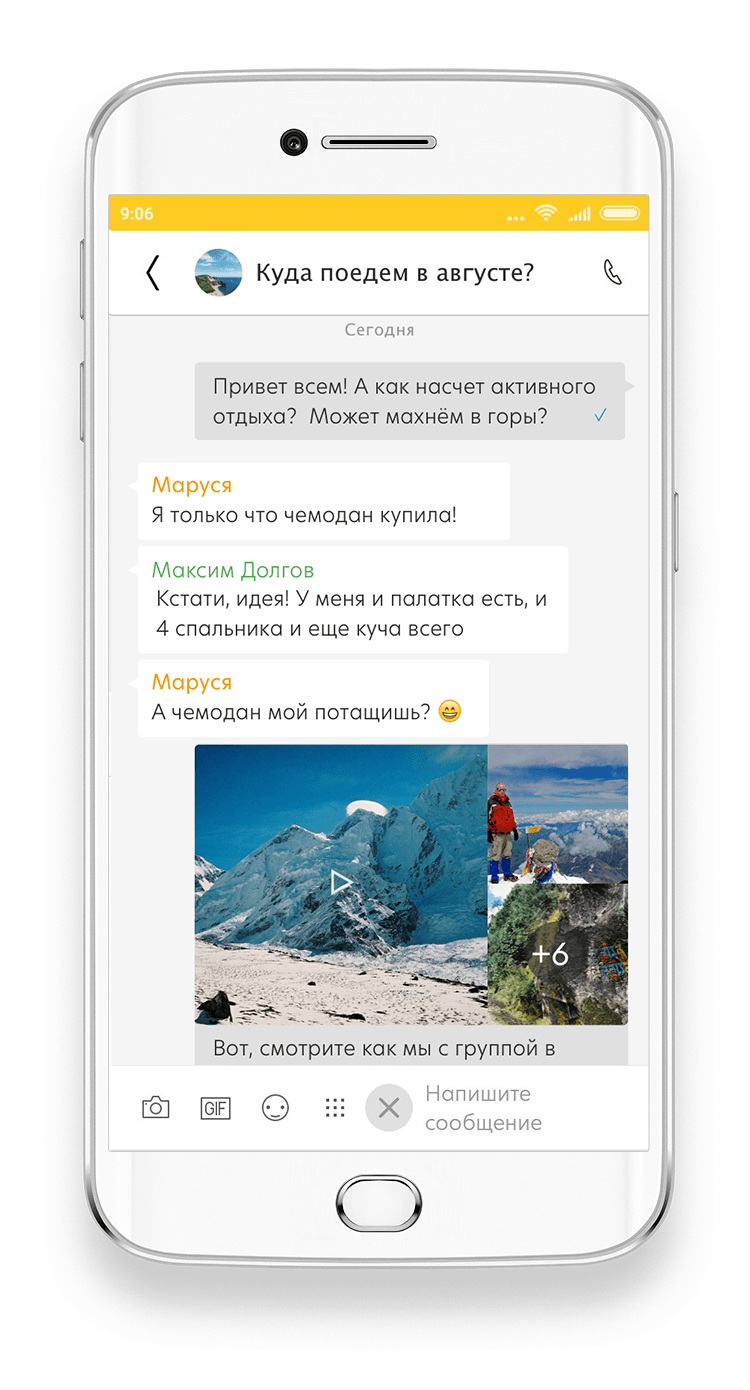 9:06
Куда поедем в августе?
Сегодня
Привет всем! А как насчет активного
отдыха? Может махнём в горы?
Маруся
Я только что чемодан купила!
Максим Долгов
Кстати, идея! У меня и палатка есть, и
4 спальника и еще куча всего
Маруся
А чемодан мой потащишь? 😄
+6
Вот, смотрите как мы с группой в
GIF
Напишите
сообщение